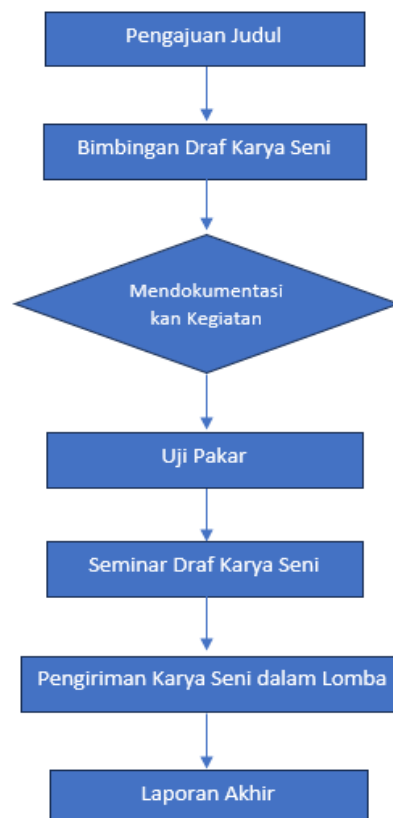 Pengajuan Judul
Bimbingan Draf Karya Seni
Mendokumentasi
kan Kegiatan
Uji Pakar
Seminar Draf Karya Seni
Pengiriman Karya Seni dalam Lomba
Laporan Akhir